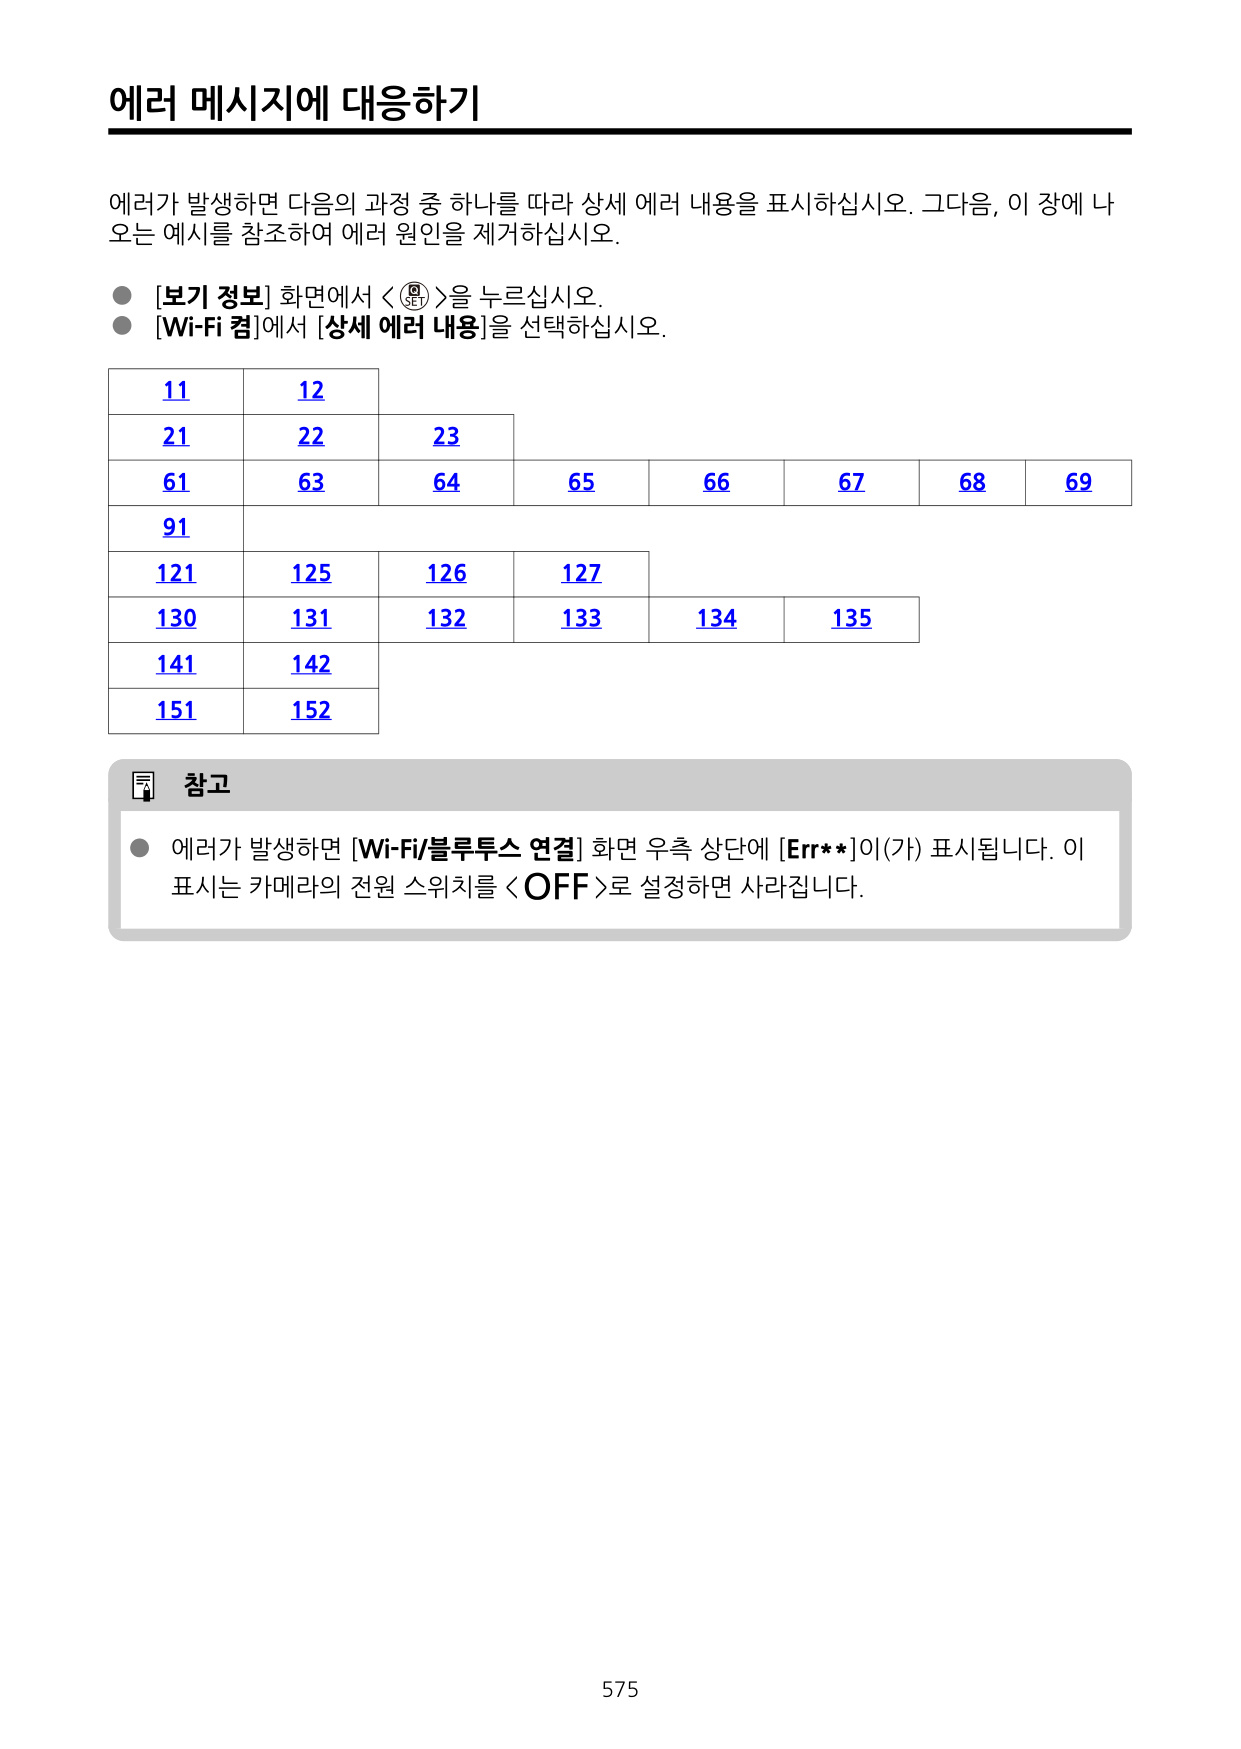 에러 메시지에 대응하기
에러가 발생하면 다음의 과정 중 하나를 따라 상세 에러 내용을 표시하십시오. 그다음, 이 장에 나
오는 예시를 참조하여 에러 원인을 제거하십시오.
● [보기 정보] 화면에서 <Q SET>을 누르십시오.
● [Wi-Fi 켬]에서 [상세 에러 내용]을 선택하십시오.
11 12
21 22 23
61 63 64 65 66 67 68 69
91
121 125 126 127
130 131 132 133 134 135
141 142
151 152
참고
● 에러가 발생하면 [Wi-Fi/블루투스 연결] 화면 우측 상단에 [Err**]이(가) 표시됩니다. 이
표시는 카메라의 전원 스위치를 <OFF>로 설정하면 사라집니다.
575